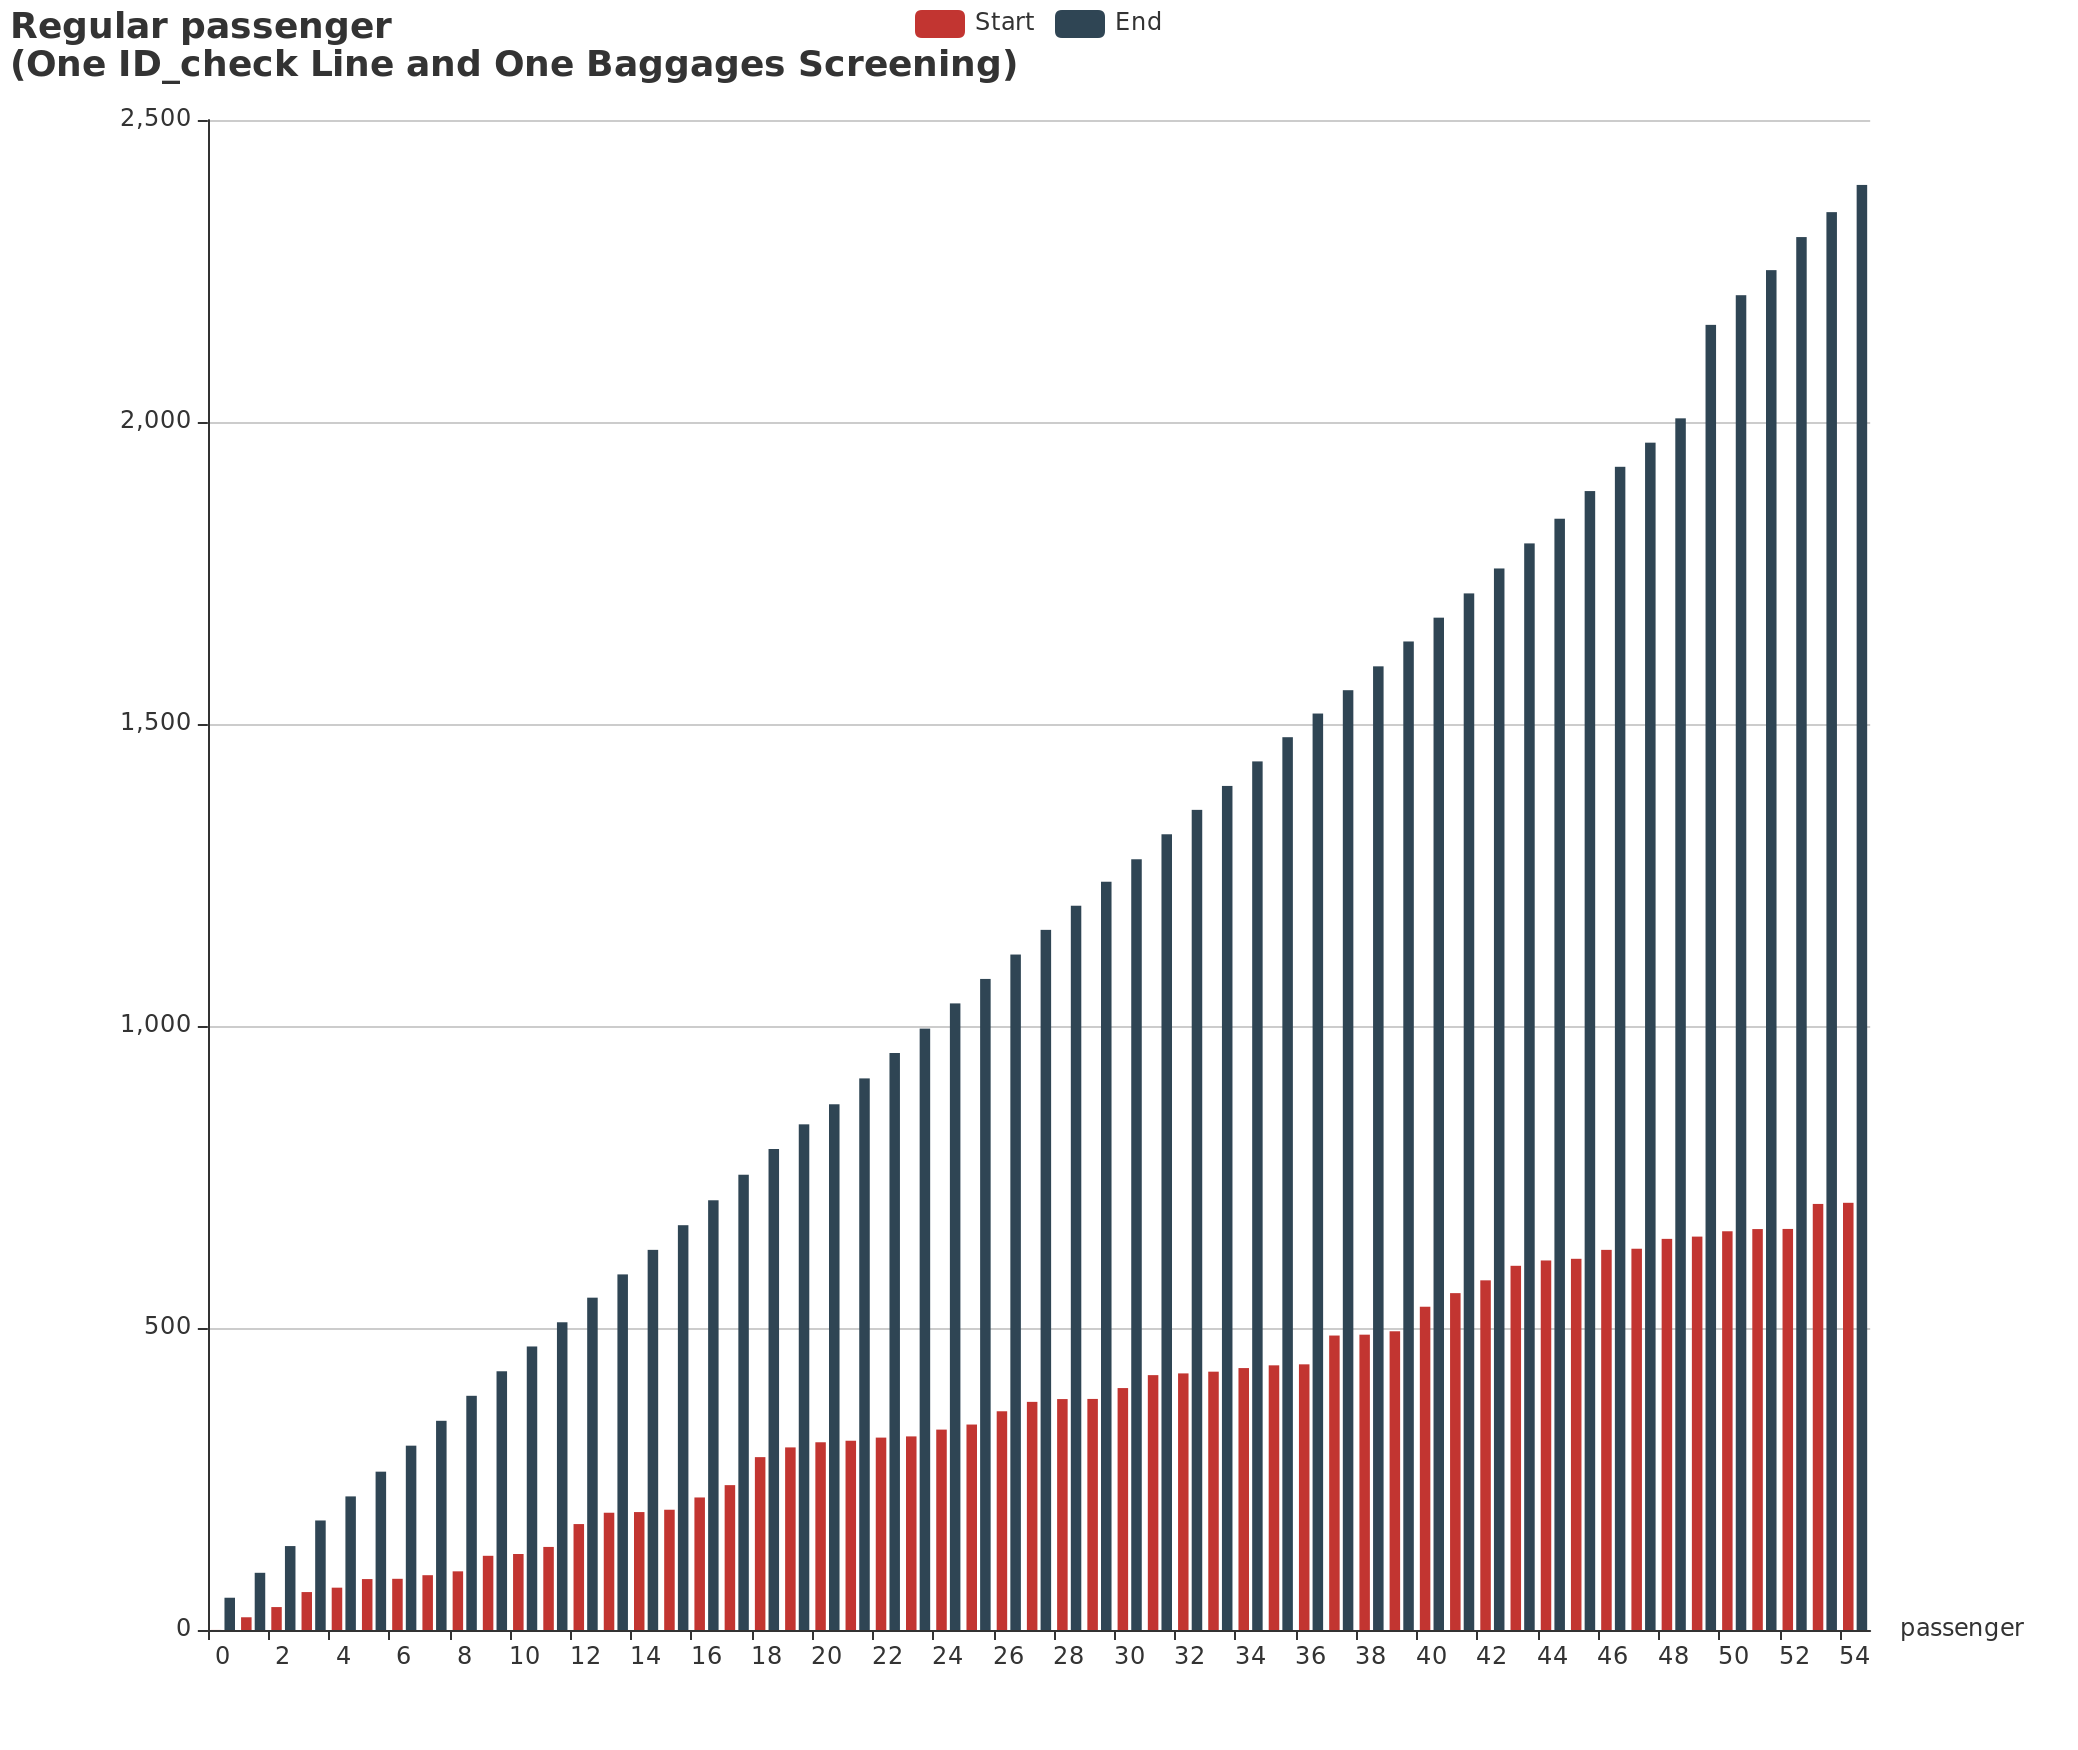 Regular passenger
(One ID_check Line and One Baggages Screening)
Start End
2,500
2,000
1,500
1,000
500
0
passenger
0 2 4 6 8 10 12 14 16 18 20 22 24 26 28 30 32 34 36 38 40 42 44 46 48 50 52 54